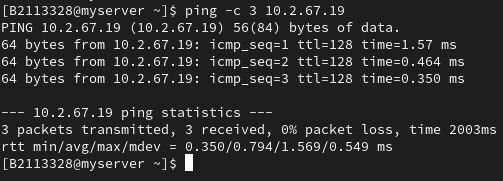 [B2113328@myserver ~]$ ping -c 3 10.2.67.19
PING 10.2.67.19 (10.2.67.19) 56(84) bytes of data.
64 bytes from 10.2.67.19: icmp_seq=1 ttl=128 time=1.57 ms
64 bytes from 10.2.67.19: icmp_seq=2 ttl=128 time=0.464 ms
64 bytes from 10.2.67.19: icmp_seq=3 ttl=128 time=0.350 ms

--- 10.2.67.19 ping statistics ---
3 packets transmitted, 3 received, 0% packet loss, time 2003ms
rtt min/avg/max/mdev = 0.350/0.794/1.569/0.549 ms
[B2113328@myserver ~]$